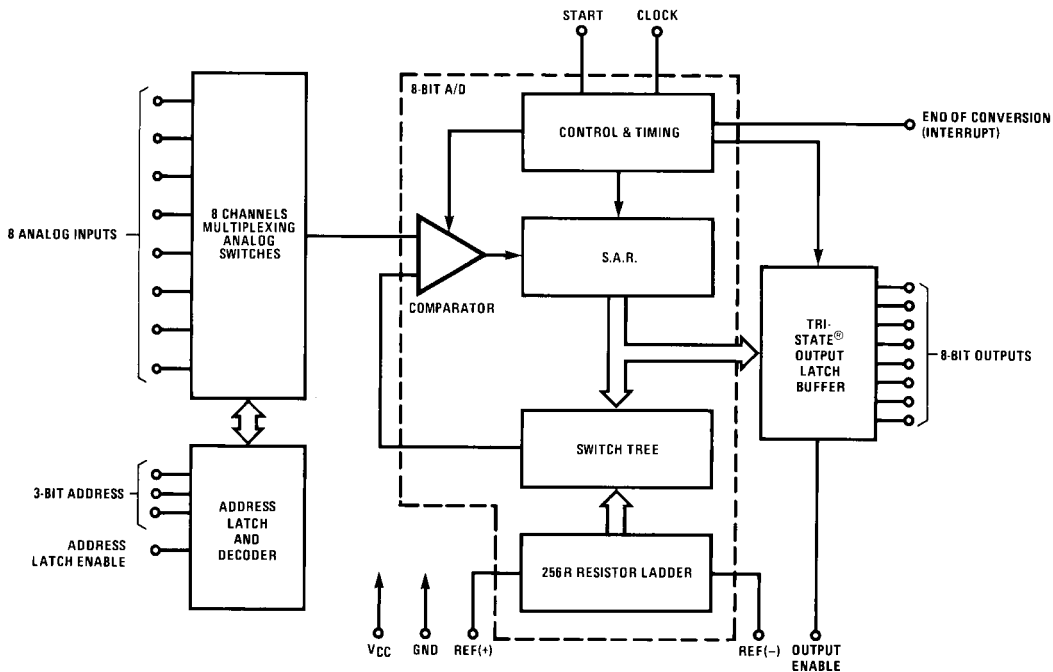 START
CLOCK
8-BIT A/D
CONTROL & TIMING
END OF CONVERSION
(INTERRUPT)
8 ANALOG INPUTS
8 CHANNELS
MULTIPLEXING
ANALOG
SWITCHES
COMPARATOR
S.A.R.
TRI-
STATE®
OUTPUT
LATCH
BUFFER
8-BIT OUTPUTS
SWITCH TREE
3-BIT ADDRESS
ADDRESS
LATCH ENABLE
ADDRESS
LATCH
AND
DECODER
256R RESISTOR LADDER
VCC
GND
REF(+)
REF(−)
OUTPUT
ENABLE